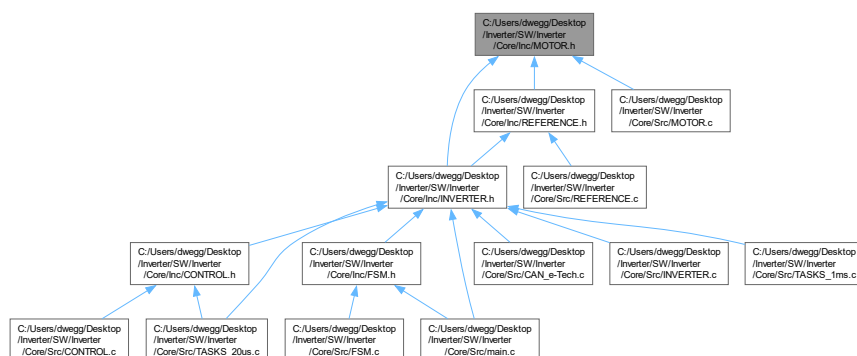 C:/Users/dwegg/Desktop
/Inverter/SW/Inverter
/Core/Inc/MOTOR.h
C:/Users/dwegg/Desktop
/Inverter/SW/Inverter
/Core/Inc/REFERENCE.h
C:/Users/dwegg/Desktop
/Inverter/SW/Inverter
/Core/Src/MOTOR.c
C:/Users/dwegg/Desktop
/Inverter/SW/Inverter
/Core/Inc/INVERTER.h
C:/Users/dwegg/Desktop
/Inverter/SW/Inverter
/Core/Src/REFERENCE.c
C:/Users/dwegg/Desktop
/Inverter/SW/Inverter
/Core/Inc/CONTROL.h
C:/Users/dwegg/Desktop
/Inverter/SW/Inverter
/Core/Inc/FSM.h
C:/Users/dwegg/Desktop
/Inverter/SW/Inverter
/Core/Src/CAN_e-Tech.c
C:/Users/dwegg/Desktop
/Inverter/SW/Inverter
/Core/Src/INVERTER.c
C:/Users/dwegg/Desktop
/Inverter/SW/Inverter
/Core/Src/TASKS_1ms.c
C:/Users/dwegg/Desktop
/Inverter/SW/Inverter
/Core/Src/CONTROL.c
C:/Users/dwegg/Desktop
/Inverter/SW/Inverter
/Core/Src/TASKS_20us.c
C:/Users/dwegg/Desktop
/Inverter/SW/Inverter
/Core/Src/FSM.c
C:/Users/dwegg/Desktop
/Inverter/SW/Inverter
/Core/Src/main.c